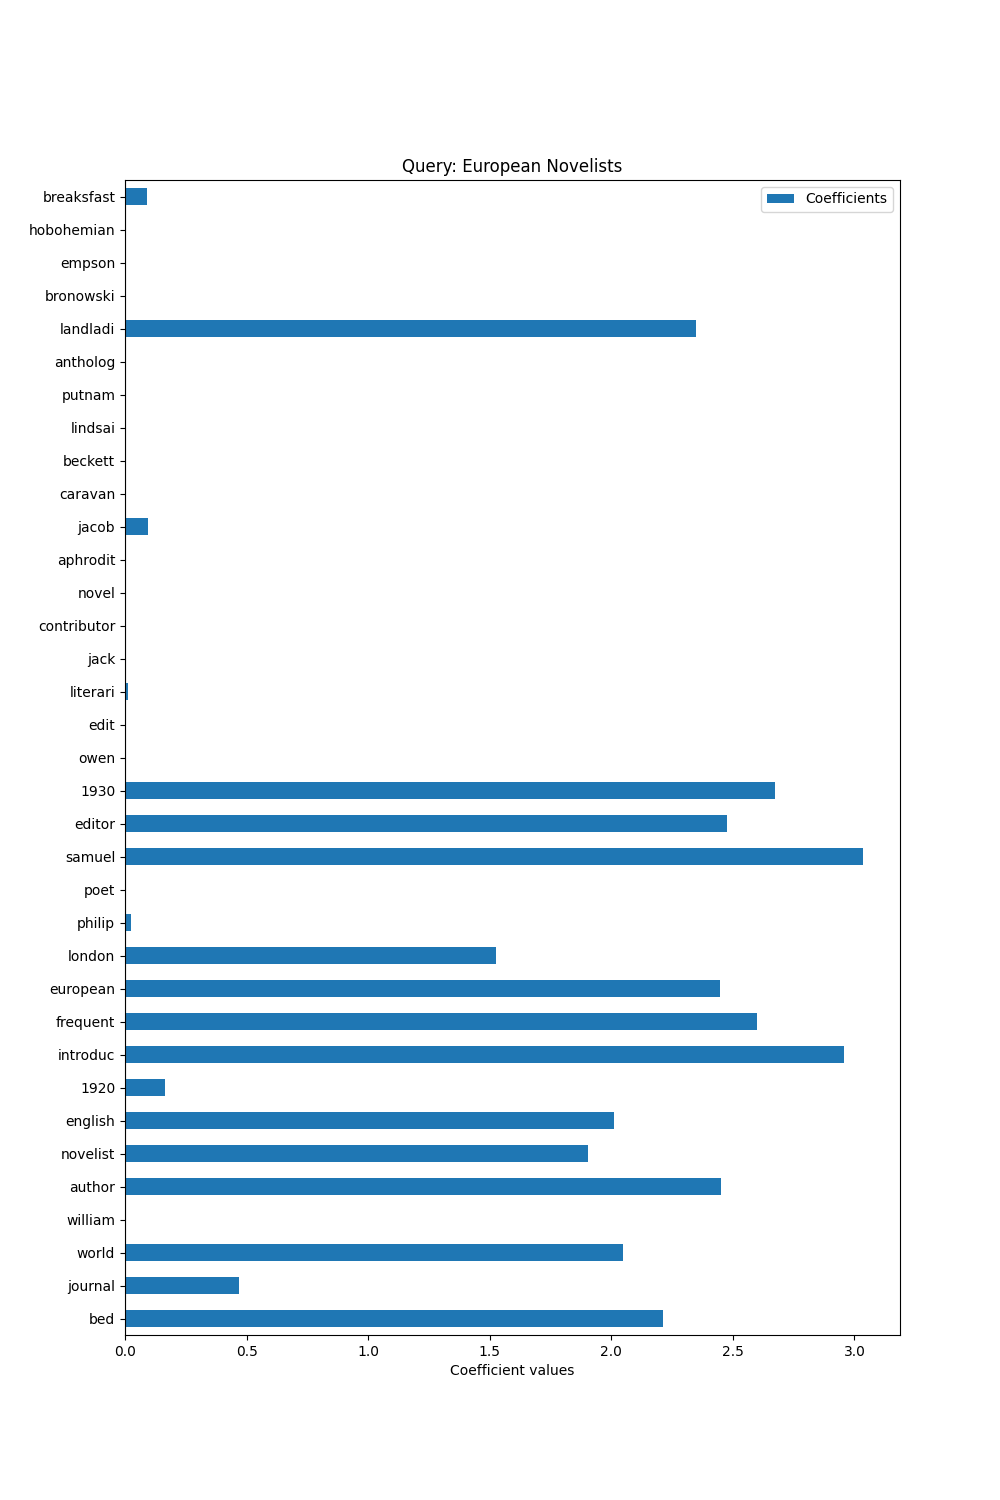 Query: European Novelists
Coefficients
breaksfast
hobohemian
empson
bronowski
landladi
antholog
putnam
lindsai
beckett
caravan
jacob
aphrodit
novel
contributor
jack
literari
edit
owen
1930
editor
samuel
poet
philip
london
european
frequent
introduc
1920
english
novelist
author
william
world
journal
bed
0.0 0.5 1.0 1.5 2.0 2.5 3.0
Coefficient values